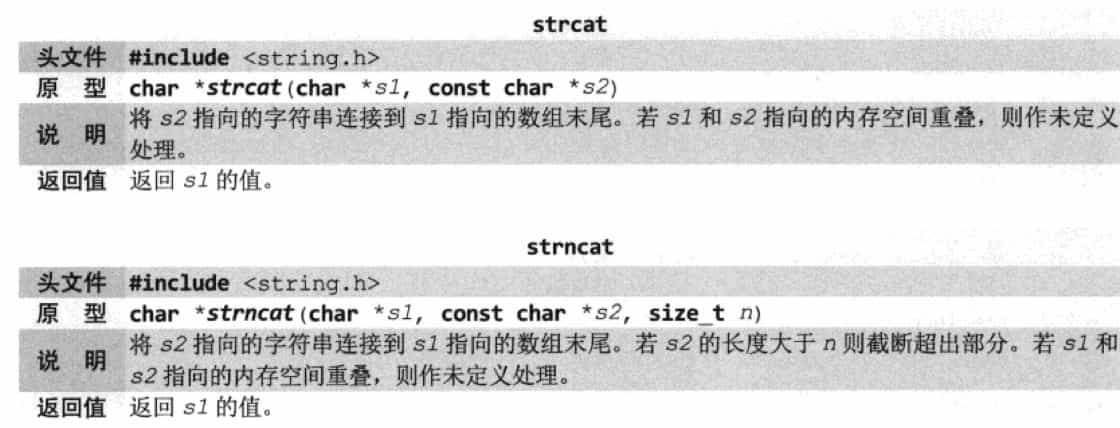 strcat
头文件 #include <string.h>
原 型 char *strcat(char *s1, const char *s2)
说 明 将 s2 指向的字符串连接到 s1 指向的数组末尾。若 s1 和 s2 指向的内存空间重叠，则作未定义
处理。
返回值 返回 s1 的值。
strncat
头文件 #include <string.h>
原 型 char *strncat(char *s1, const char *s2, size_t n)
说 明 将 s2 指向的字符串连接到 s1 指向的数组末尾。若 s2 的长度大于 n 则截断超出部分。若 s1 和
s2 指向的内存空间重叠，则作未定义处理。
返回值 返回 s1 的值。